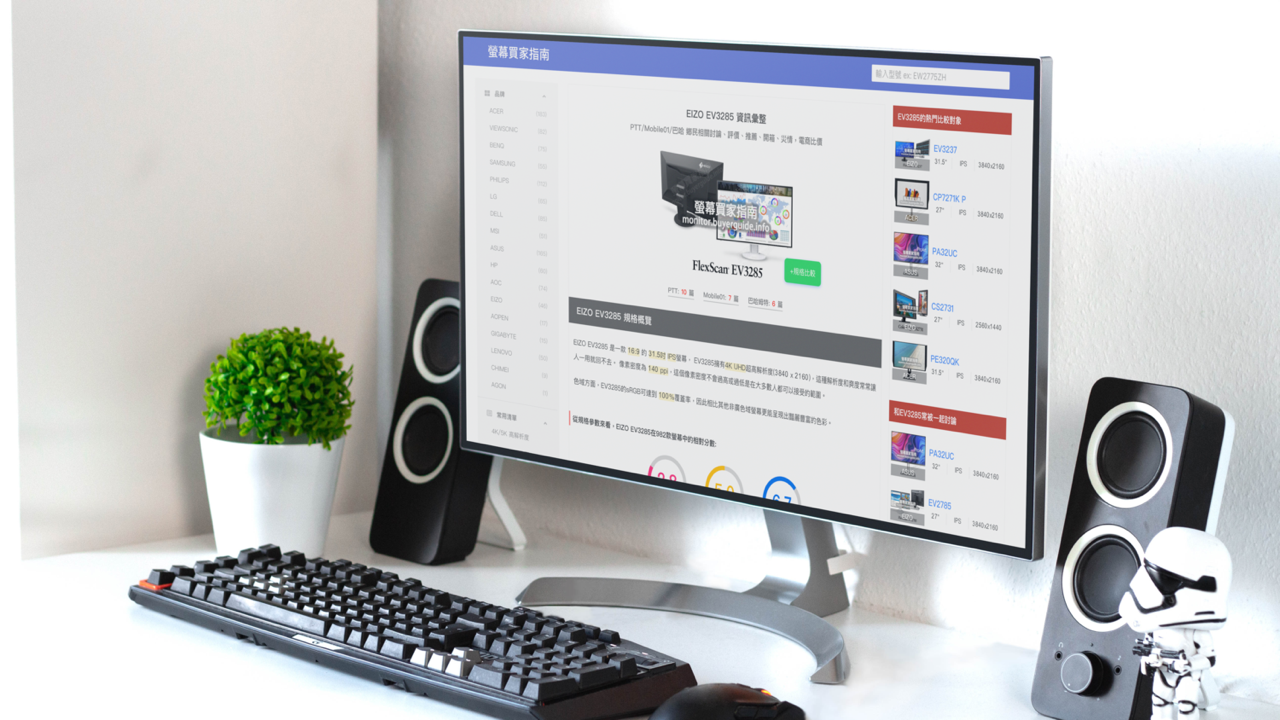 螢幕買家指南
輸入型號 ex: EW2775ZH
品牌
ACER
VIEWSONIC
BENQ
SAMSUNG
PHILIPS
LG
DELL
MSI
ASUS
HP
AOC
EIZO
AOPEN
GIGABYTE
LENOVO
CHIMEI
AGON
常用選單
4K/5K 高解析度
EIZO EV3285 資訊彙整
PTT/Mobile01/巴哈 鄉民相關討論、評價、推薦、開箱、災情。電商比價
螢幕買家指南
monitor.buyerguide.info
FlexScan EV3285
+規格比較
PTT: 10 篇
Mobile01: 7 篇
巴哈姆特: 6 篇
EIZO EV3285 規格概覽
EIZO EV3285 是一款 16:9 的 31.5吋 IPS螢幕， EV3285擁有4K UHD超高解析度(3840 x 2160)，這種解析度和銳度常常讓
人一用就回不去。 像素密度為 140 ppi，這個像素密度不會過高或過低是在大多數人都可以接受的範圍。
色域方面，EV3285的sRGB可達到 100%覆蓋率，因此相比其他非廣色域螢幕更能呈現出豔麗豐富的色彩。
從規格參數來看，EIZO EV3285在982款螢幕中的相對分數:
6.7
EV3285的熱門比較對象
EV3237
31.5" IPS 3840x2160
CP7271K P
27" IPS 3840x2160
PA32UC
32" IPS 3840x2160
CS2731
27" IPS 2560x1440
PE320QK
31.5" IPS 3840x2160
和EV3285常被一起討論
PA32UC
32" IPS 3840x2160
EV2785
27" IPS 3840x2160